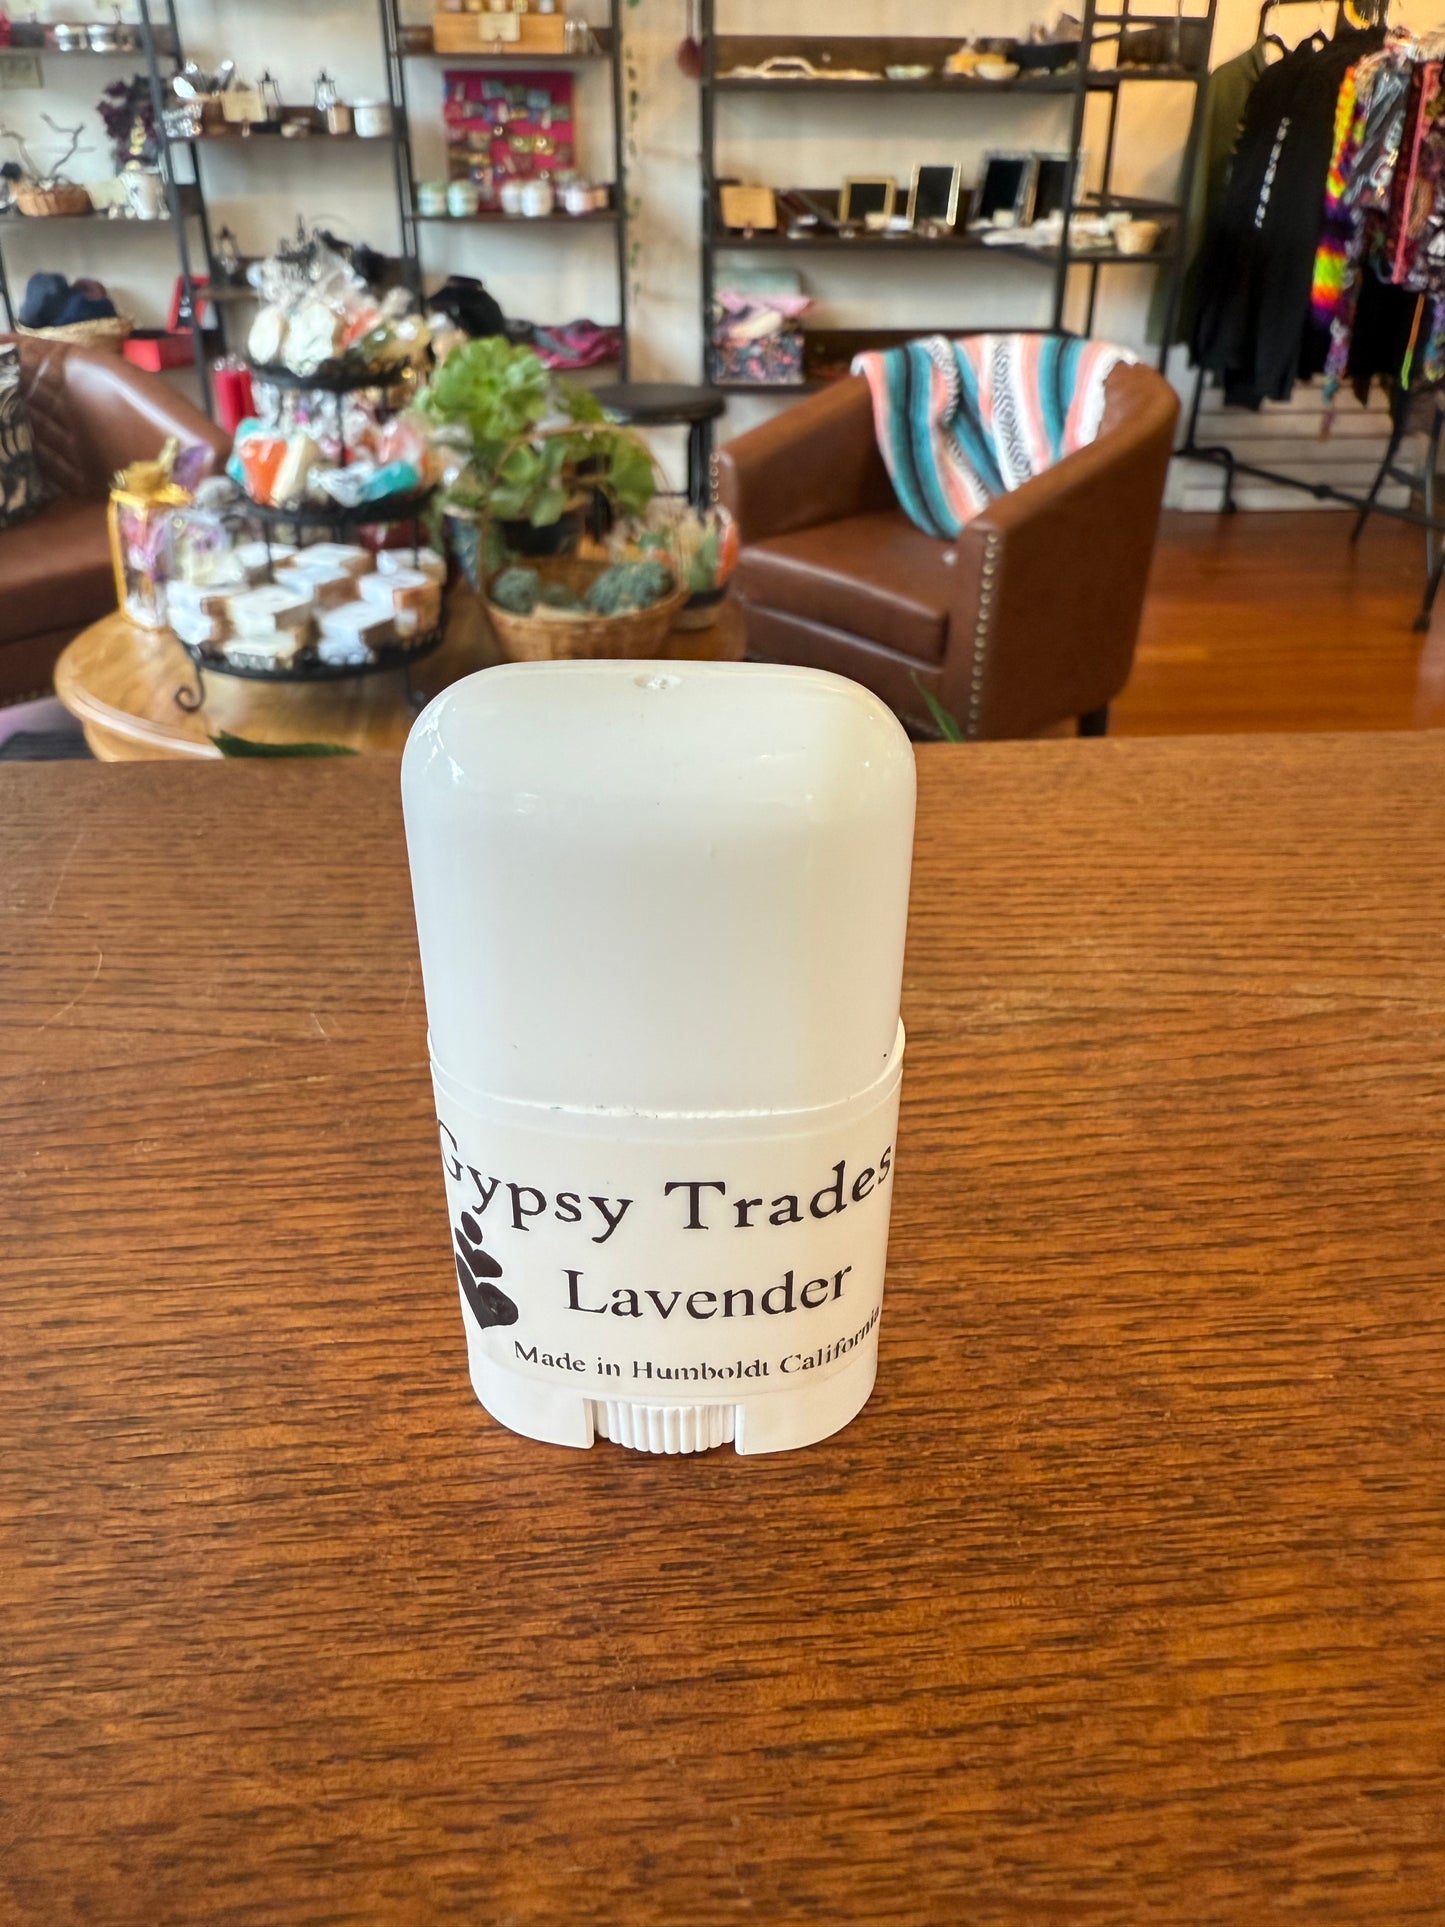 Gypsy Trades
Lavender
Made in Humboldt California